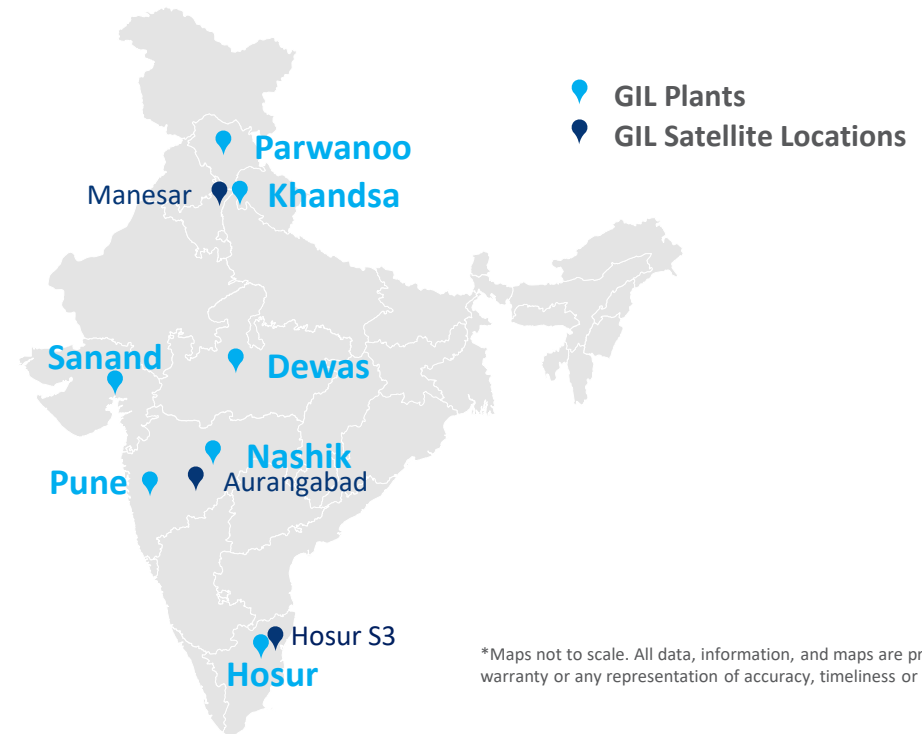 GIL Plants
GIL Satellite Locations
Parwanoo
Manesar
Khandsa
Sanand
Dewas
Nashik
Pune
Aurangabad
Hosur S3
Hosur
*Maps not to scale. All data, information, and maps are
warranty or any representation of accuracy, timeliness or